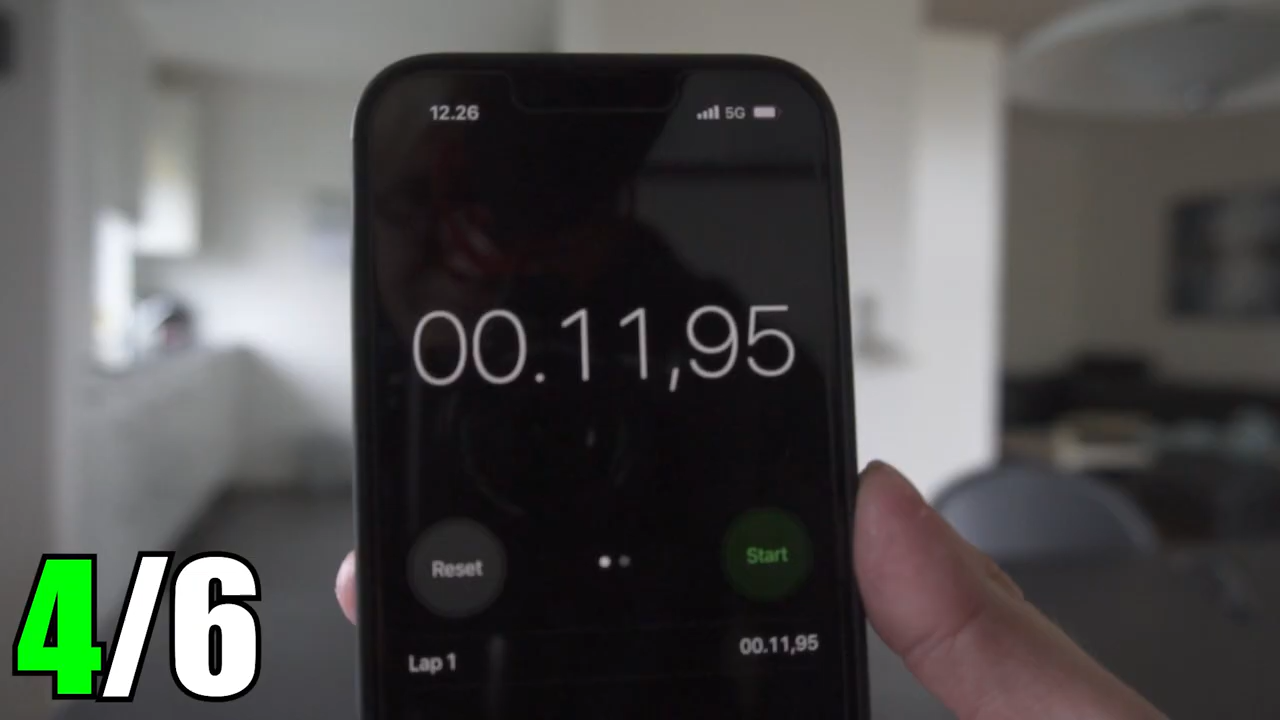 12.26 5G
00.11,95
Reset Start
Lap 1 00.11,95
4/6